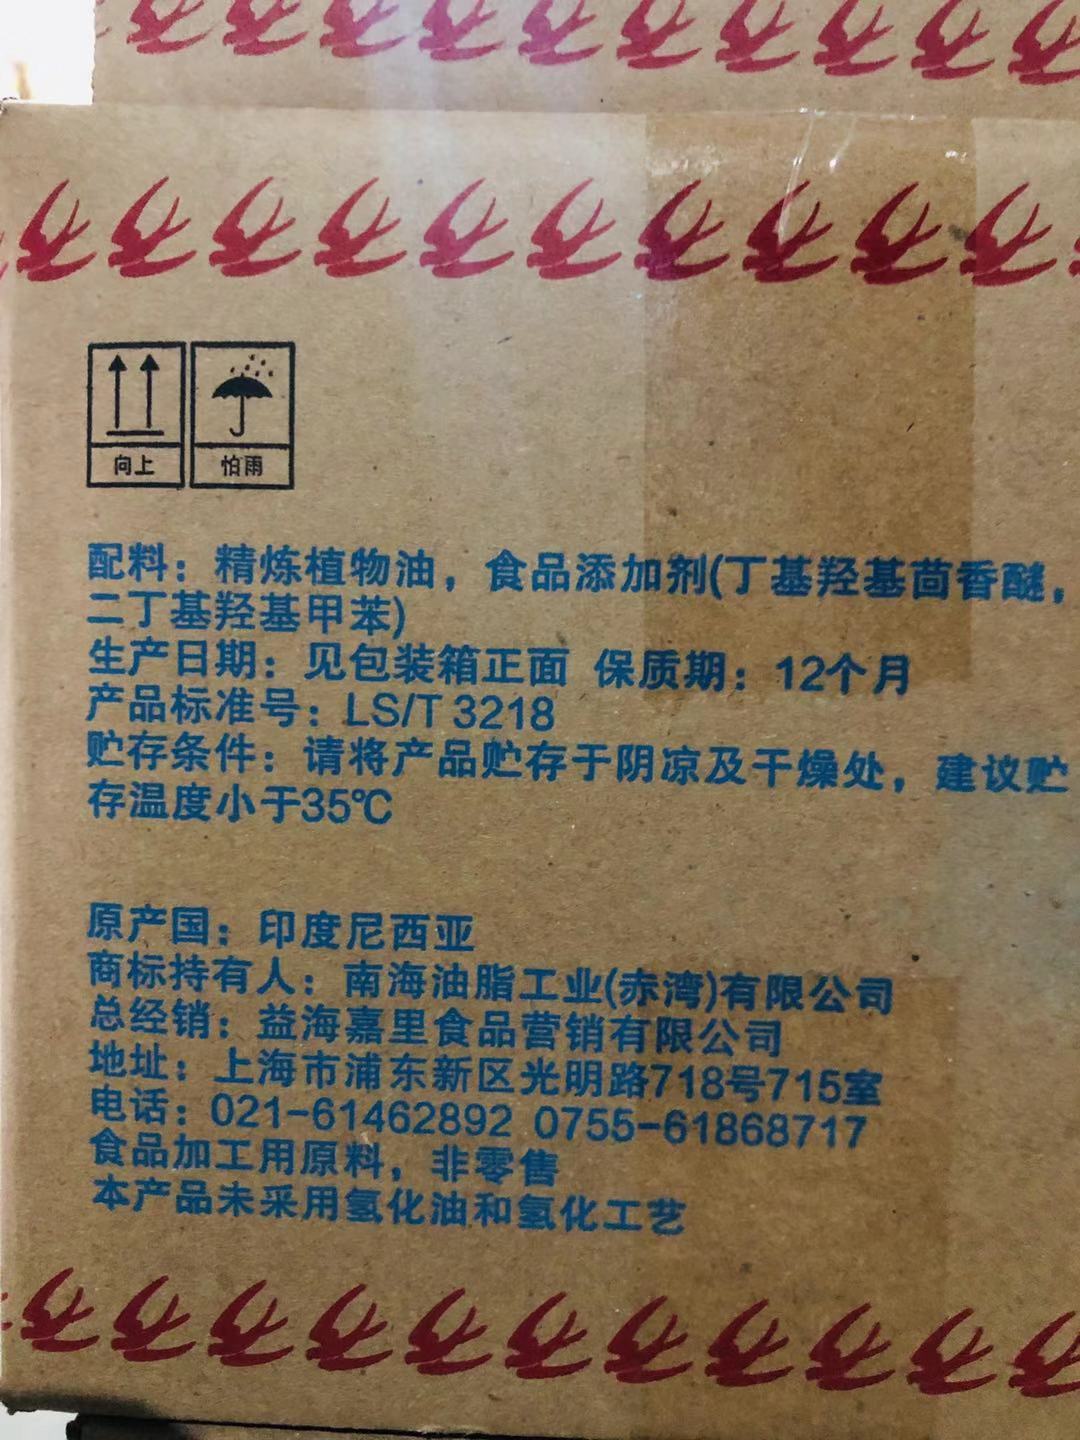 向上
怕雨
配料：精炼植物油，食品添加剂(丁基羟基茴香醚，
二丁基羟基甲苯)
生产日期：见包装箱正面 保质期：12个月
产品标准号：LS/T 3218
贮存条件：请将产品贮存于阴凉及干燥处，建议贮
存温度小于35℃
原产国：印度尼西亚
商标持有人：南海油脂工业(赤湾)有限公司
总经销：益海嘉里食品营销有限公司
地址：上海市浦东新区光明路718号715室
电话：021-61462892 0755-61868717
食品加工用原料，非零售
本产品未采用氢化油和氢化工艺